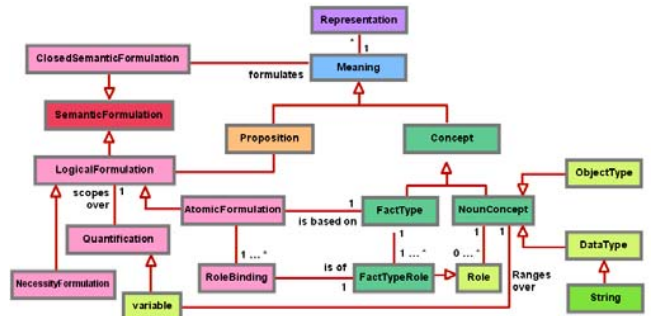 Representation
*
1
ClosedSemanticFormulation
formulates
Meaning
SemanticFormulation
Proposition
Concept
LogicalFormulation
ObjectType
scopes
over
1
AtomicFormulation
1
is based on
FactType
NounConcept
Quantification
1
1
1
DataType
1 ... *
1 ... *
0 ... *
NecessityFormulation
RoleBinding
is of
1
FactTypeRole
Role
Ranges
over
variable
String